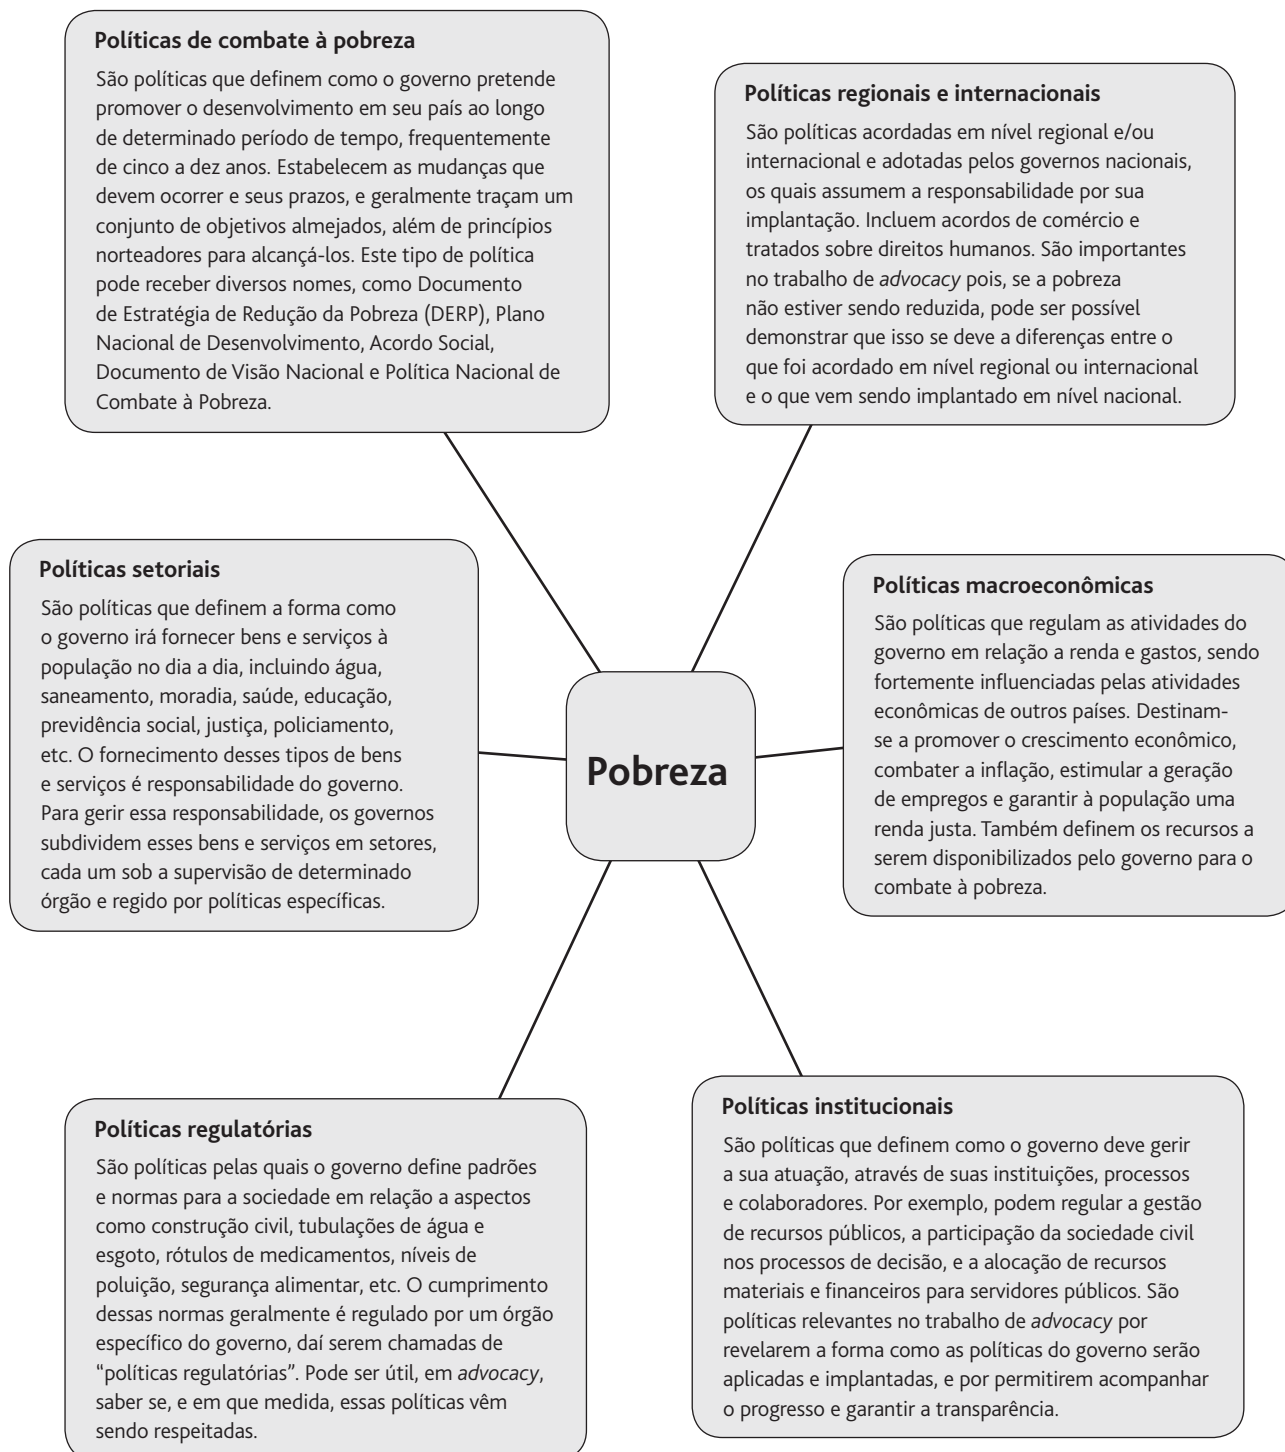 Políticas de combate à pobreza
São políticas que definem como o governo pretende
promover o desenvolvimento em seu país ao longo
de determinado período de tempo, frequentemente
de cinco a dez anos. Estabelecem as mudanças que
devem ocorrer e seus prazos, e geralmente traçam um
conjunto de objetivos almejados, além de princípios
norteadores para alcançá-los. Este tipo de política
pode receber diversos nomes, como Documento
de Estratégia de Redução da Pobreza (DERP), Plano
Nacional de Desenvolvimento, Acordo Social,
Documento de Visão Nacional e Política Nacional de
Combate à Pobreza.
Políticas regionais e internacionais
São políticas acordadas em nível regional e/ou
internacional e adotadas pelos governos nacionais,
os quais assumem a responsabilidade por sua
implantação. Incluem acordos de comércio e
tratados sobre direitos humanos. São importantes
no trabalho de advocacy pois, se a pobreza
não estiver sendo reduzida, pode ser possível
demonstrar que isso se deve a diferenças entre o
que foi acordado em nível regional ou internacional
e o que vem sendo implantado em nível nacional.
Políticas setoriais
São políticas que definem a forma como
o governo irá fornecer bens e serviços à
população no dia a dia, incluindo água,
saneamento, moradia, saúde, educação,
previdência social, justiça, policiamento,
etc. O fornecimento desses tipos de bens
e serviços é responsabilidade do governo.
Para gerir essa responsabilidade, os governos
subdividem esses bens e serviços em setores,
cada um sob a supervisão de determinado
órgão e regido por políticas específicas.
Pobreza
Políticas macroeconômicas
São políticas que regulam as atividades do
governo em relação a renda e gastos, sendo
fortemente influenciadas pelas atividades
econômicas de outros países. Destinam-
se a promover o crescimento econômico,
combater a inflação, estimular a geração
de empregos e garantir à população uma
renda justa. Também definem os recursos a
serem disponibilizados pelo governo para o
combate à pobreza.
Políticas regulatórias
São políticas pelas quais o governo define padrões
e normas para a sociedade em relação a aspectos
como construção civil, tubulações de água e
esgoto, rótulos de medicamentos, níveis de
poluição, segurança alimentar, etc. O cumprimento
dessas normas geralmente é regulado por um órgão
específico do governo, daí serem chamadas de
“políticas regulatórias”. Pode ser útil, em advocacy,
saber se, e em que medida, essas políticas vêm
sendo respeitadas.
Políticas institucionais
São políticas que definem como o governo deve gerir
a sua atuação, através de suas instituições, processos
e colaboradores. Por exemplo, podem regular a gestão
de recursos públicos, a participação da sociedade civil
nos processos de decisão, e a alocação de recursos
materiais e financeiros para servidores públicos. São
políticas relevantes no trabalho de advocacy por
revelarem a forma como as políticas do governo serão
aplicadas e implantadas, e por permitirem acompanhar
o progresso e garantir a transparência.